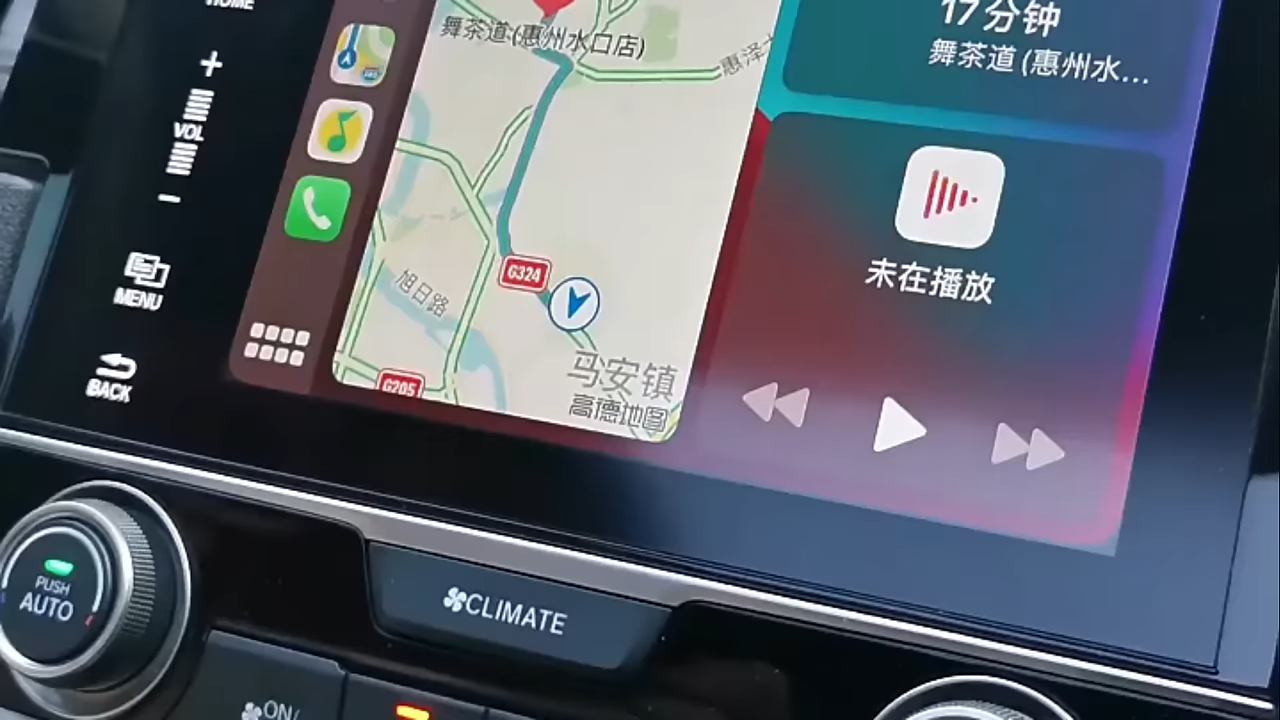 HOME
+
VOL
−
MENU
BACK
舞茶道(惠州水口店)
惠泽大
G324
旭日路
马安镇
G205
高德地图
17分钟
舞茶道(惠州水…
未在播放
PUSH
AUTO
CLIMATE
ON/